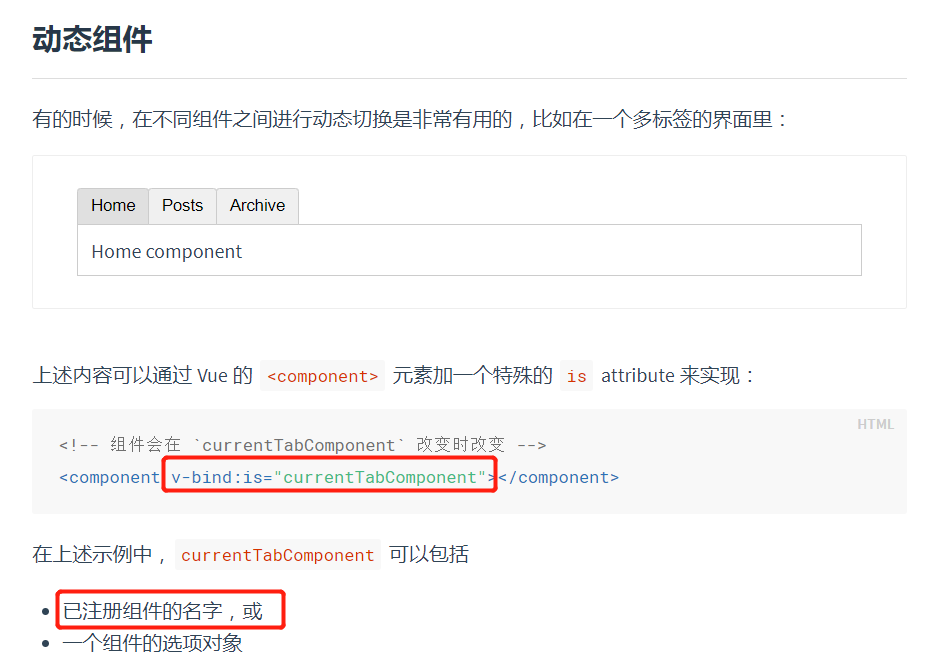 动态组件
有的时候，在不同组件之间进行动态切换是非常有用的，比如在一个多标签的界面里：
Home Posts Archive
Home component
上述内容可以通过 Vue 的 <component> 元素加一个特殊的 is attribute 来实现：
HTML
<!-- 组件会在 `currentTabComponent` 改变时改变 -->
<component v-bind:is="currentTabComponent"></component>
在上述示例中，currentTabComponent 可以包括
• 已注册组件的名字，或
• 一个组件的选项对象